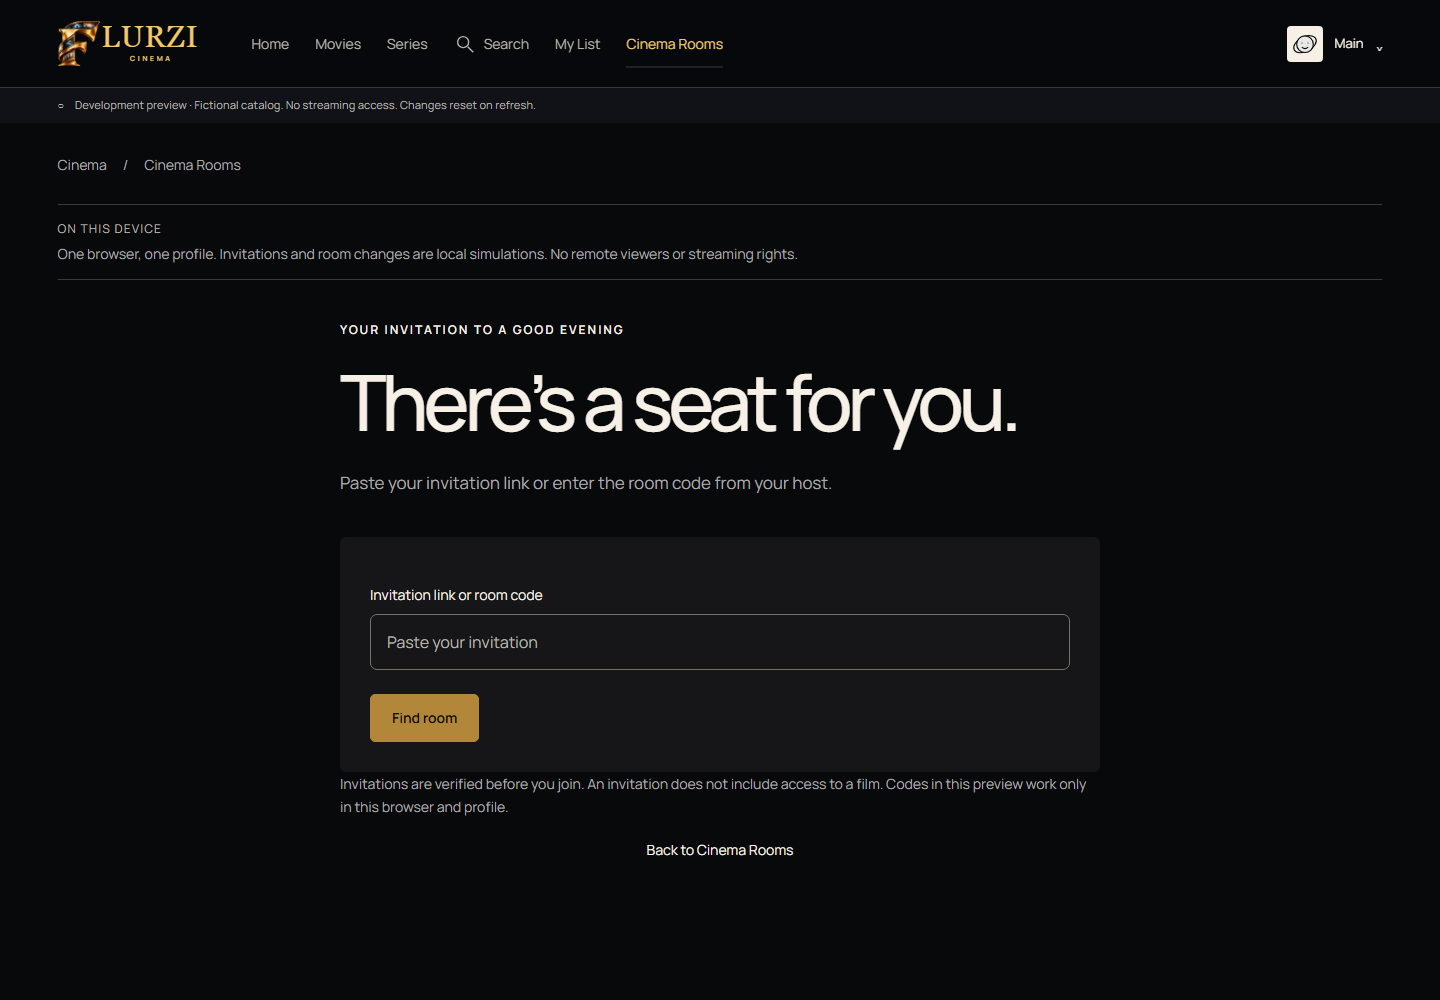 FLURZI
CINEMA
Home
Movies
Series
Search
My List
Cinema Rooms
Main
Development preview · Fictional catalog. No streaming access. Changes reset on refresh.
Cinema / Cinema Rooms
ON THIS DEVICE
One browser, one profile. Invitations and room changes are local simulations. No remote viewers or streaming rights.
YOUR INVITATION TO A GOOD EVENING
There’s a seat for you.
Paste your invitation link or enter the room code from your host.
Invitation link or room code
Paste your invitation
Find room
Invitations are verified before you join. An invitation does not include access to a film. Codes in this preview work only
in this browser and profile.
Back to Cinema Rooms